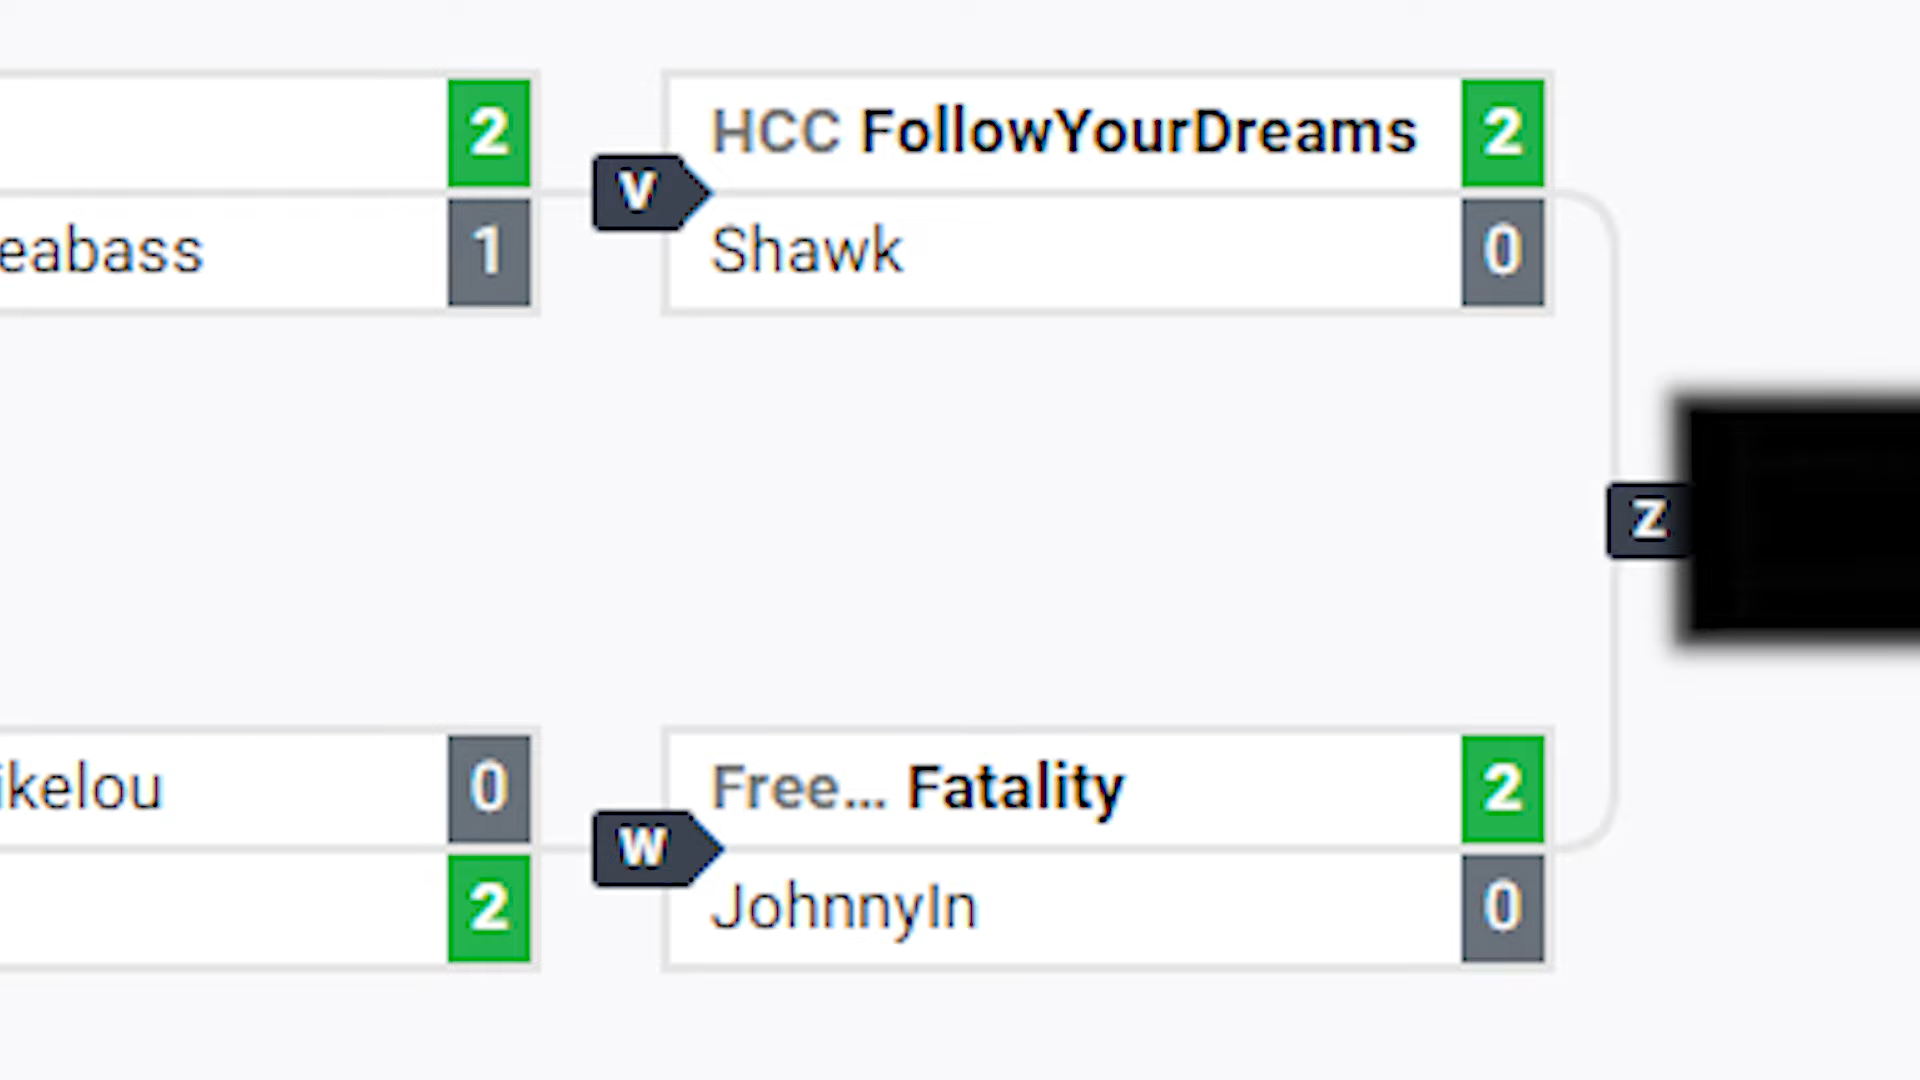 2
eabass 1
V
HCC FollowYourDreams 2
Shawk 0
Z
ikelou 0
2
W
Free... Fatality 2
JohnnyIn 0